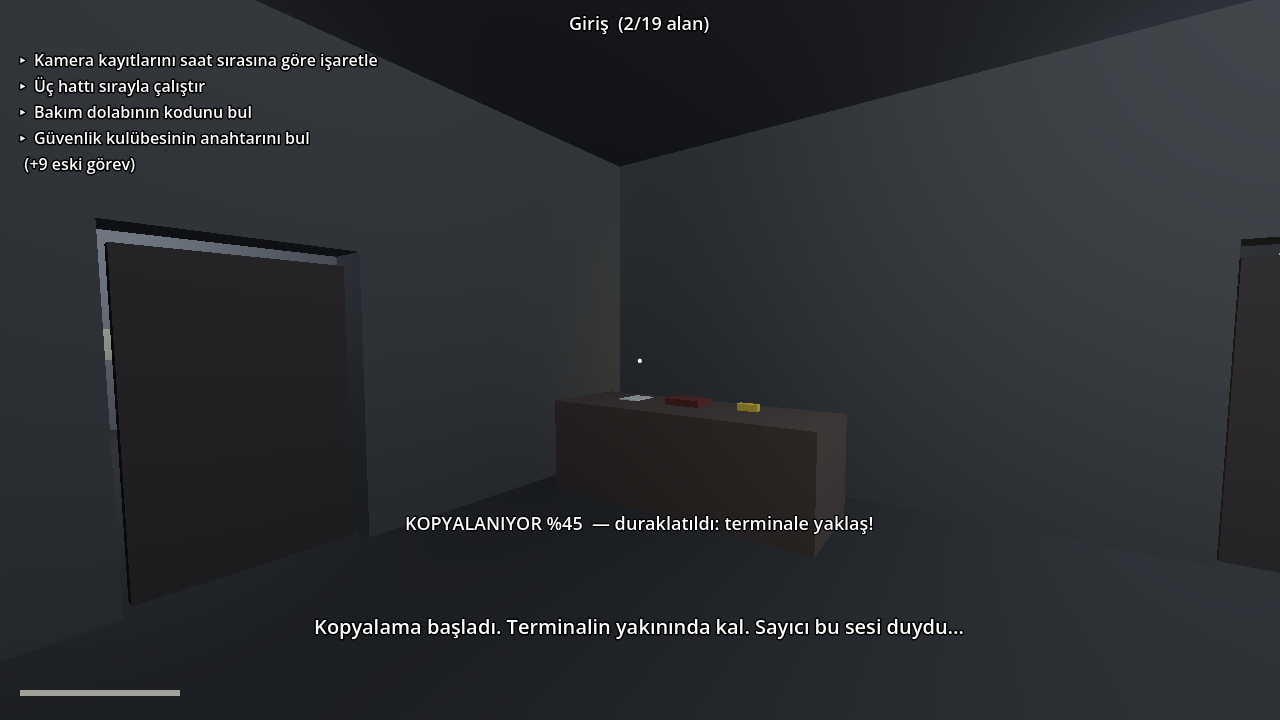 Giriş (2/19 alan)
‣ Kamera kayıtlarını saat sırasına göre işaretle
‣ Üç hattı sırayla çalıştır
‣ Bakım dolabının kodunu bul
‣ Güvenlik kulübesinin anahtarını bul
(+9 eski görev)
KOPYALANIYOR %45 — duraklatıldı: terminale yaklaş!
Kopyalama başladı. Terminalin yakınında kal. Sayıcı bu sesi duydu...